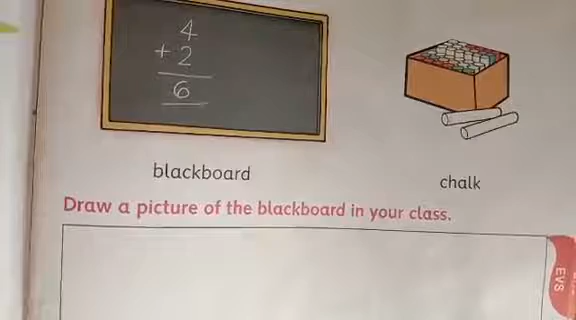 4
+ 2
6
blackboard
chalk
Draw a picture of the blackboard in your class.
EVS